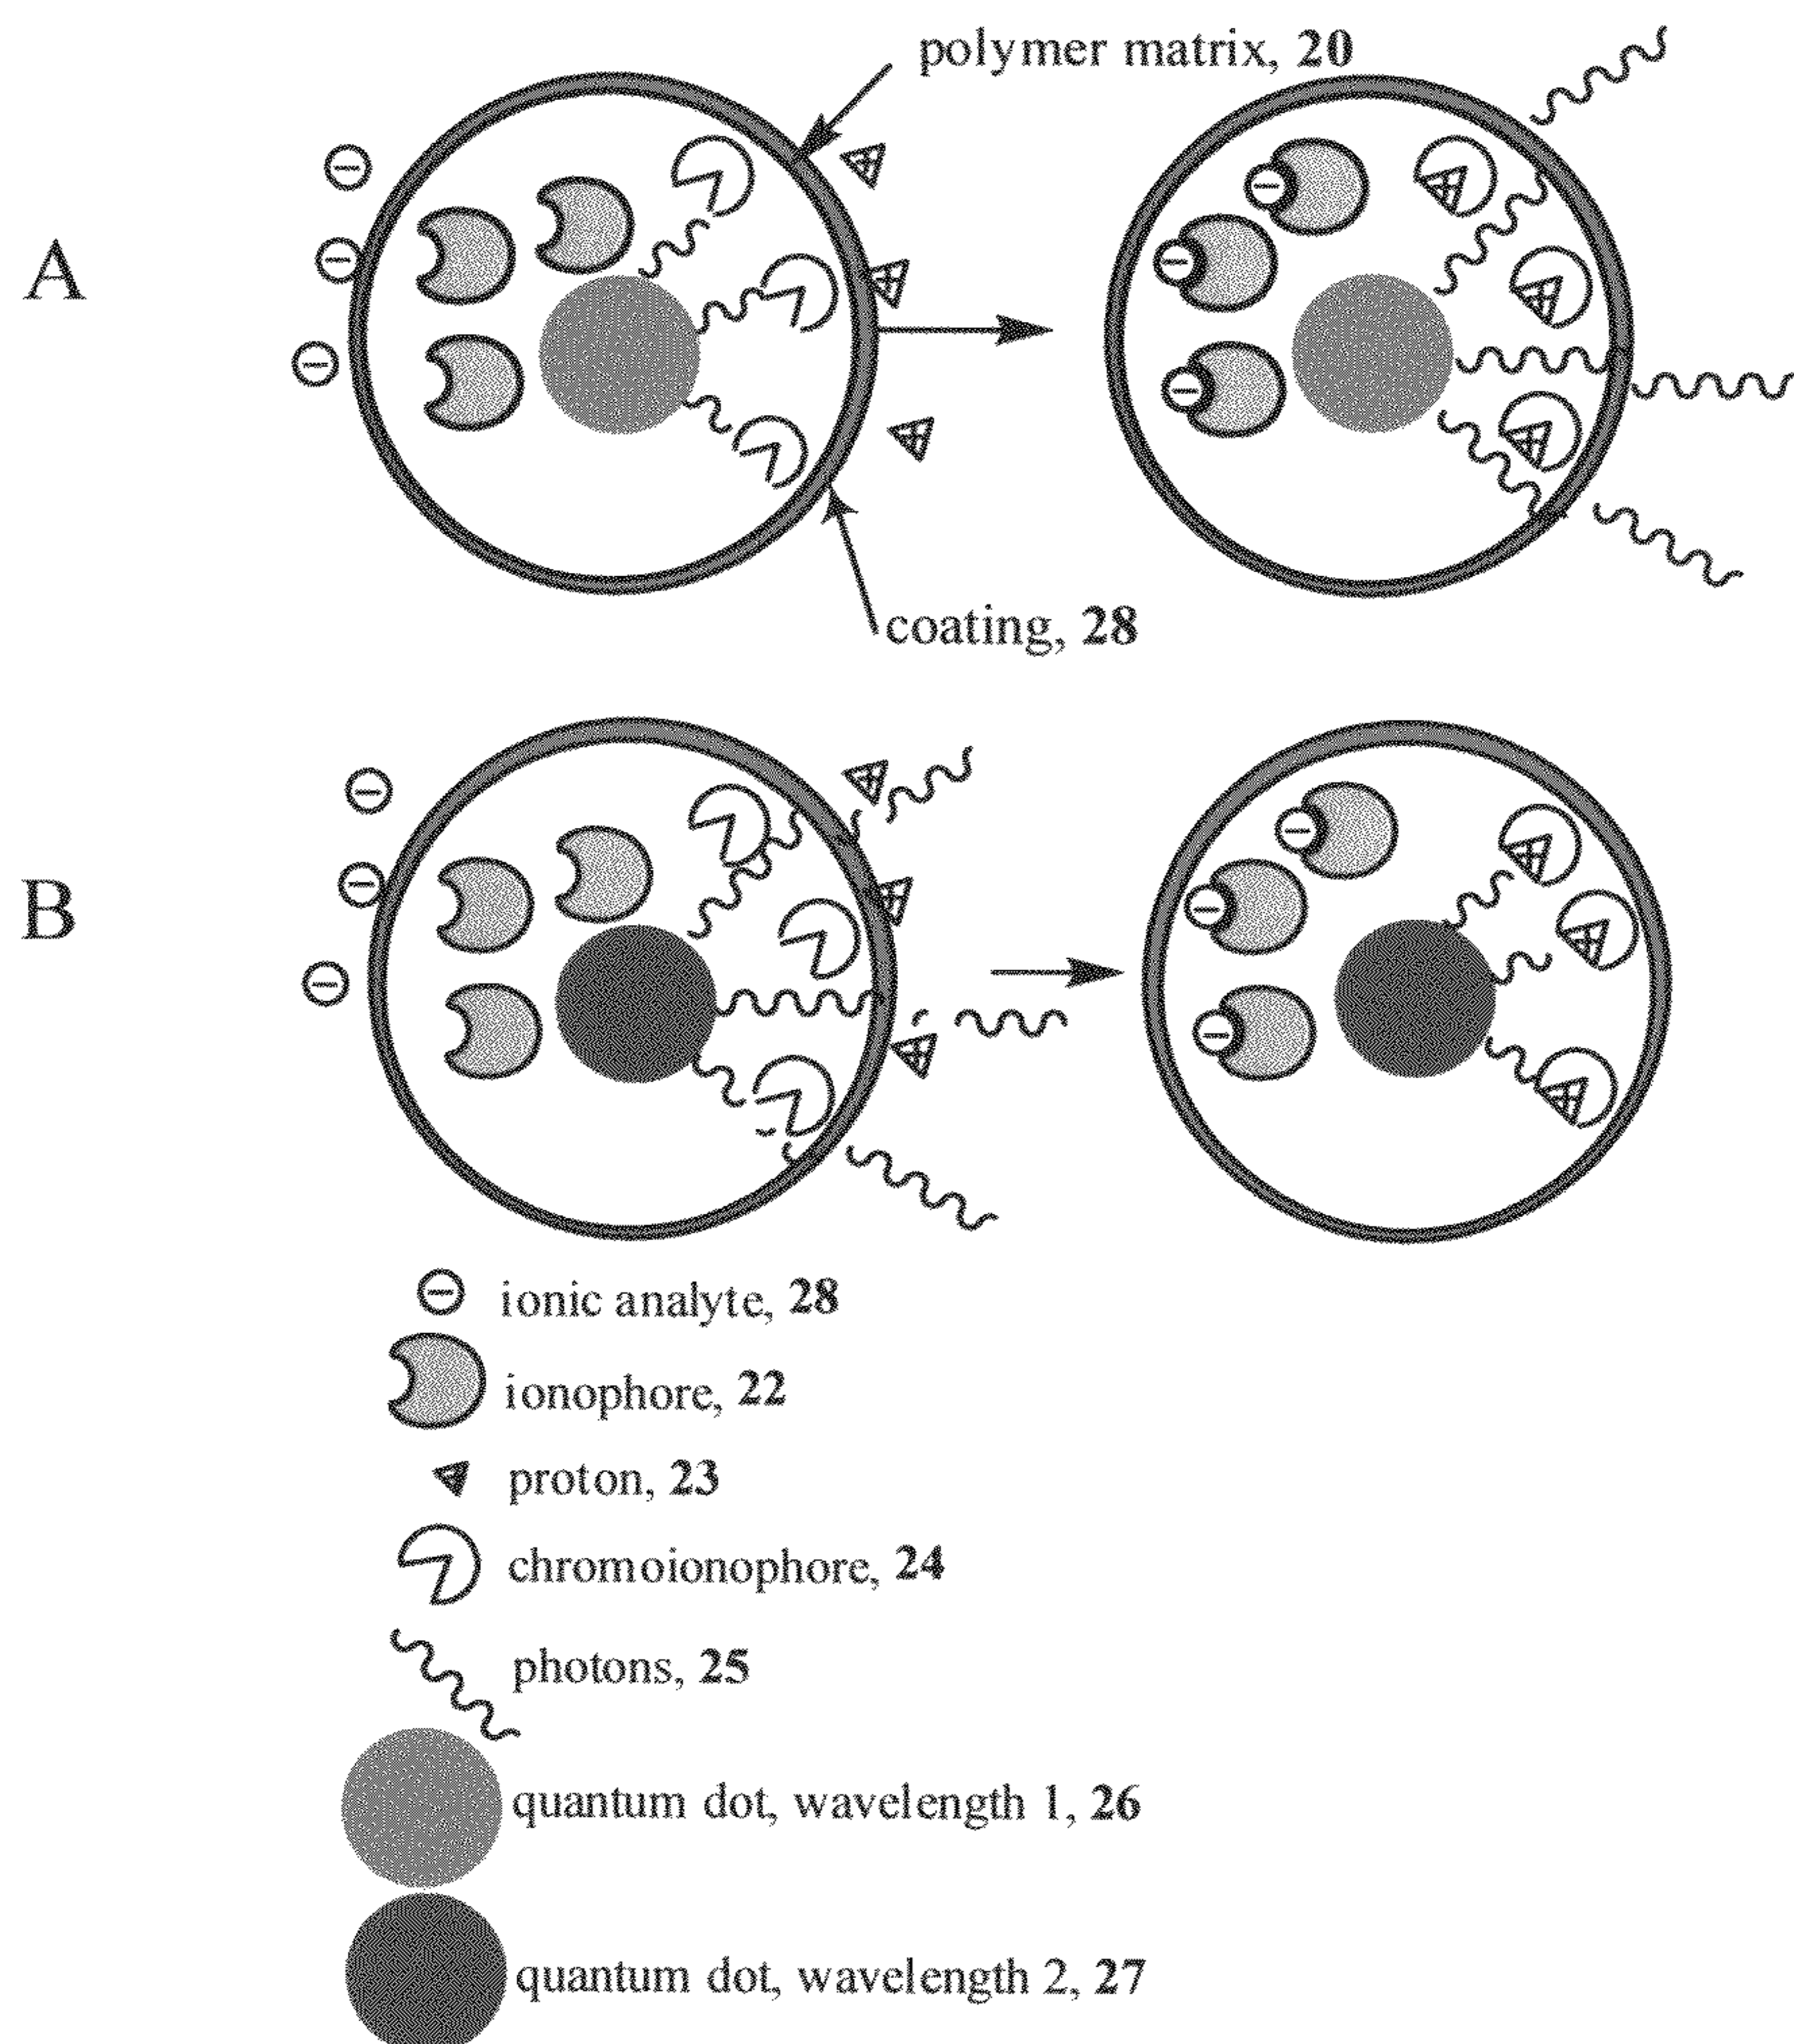 polymer matrix, 20
A
coating, 28
B
ionic analyte, 28
ionophore, 22
proton, 23
chromoionophore, 24
photons, 25
quantum dot, wavelength 1, 26
quantum dot, wavelength 2, 27